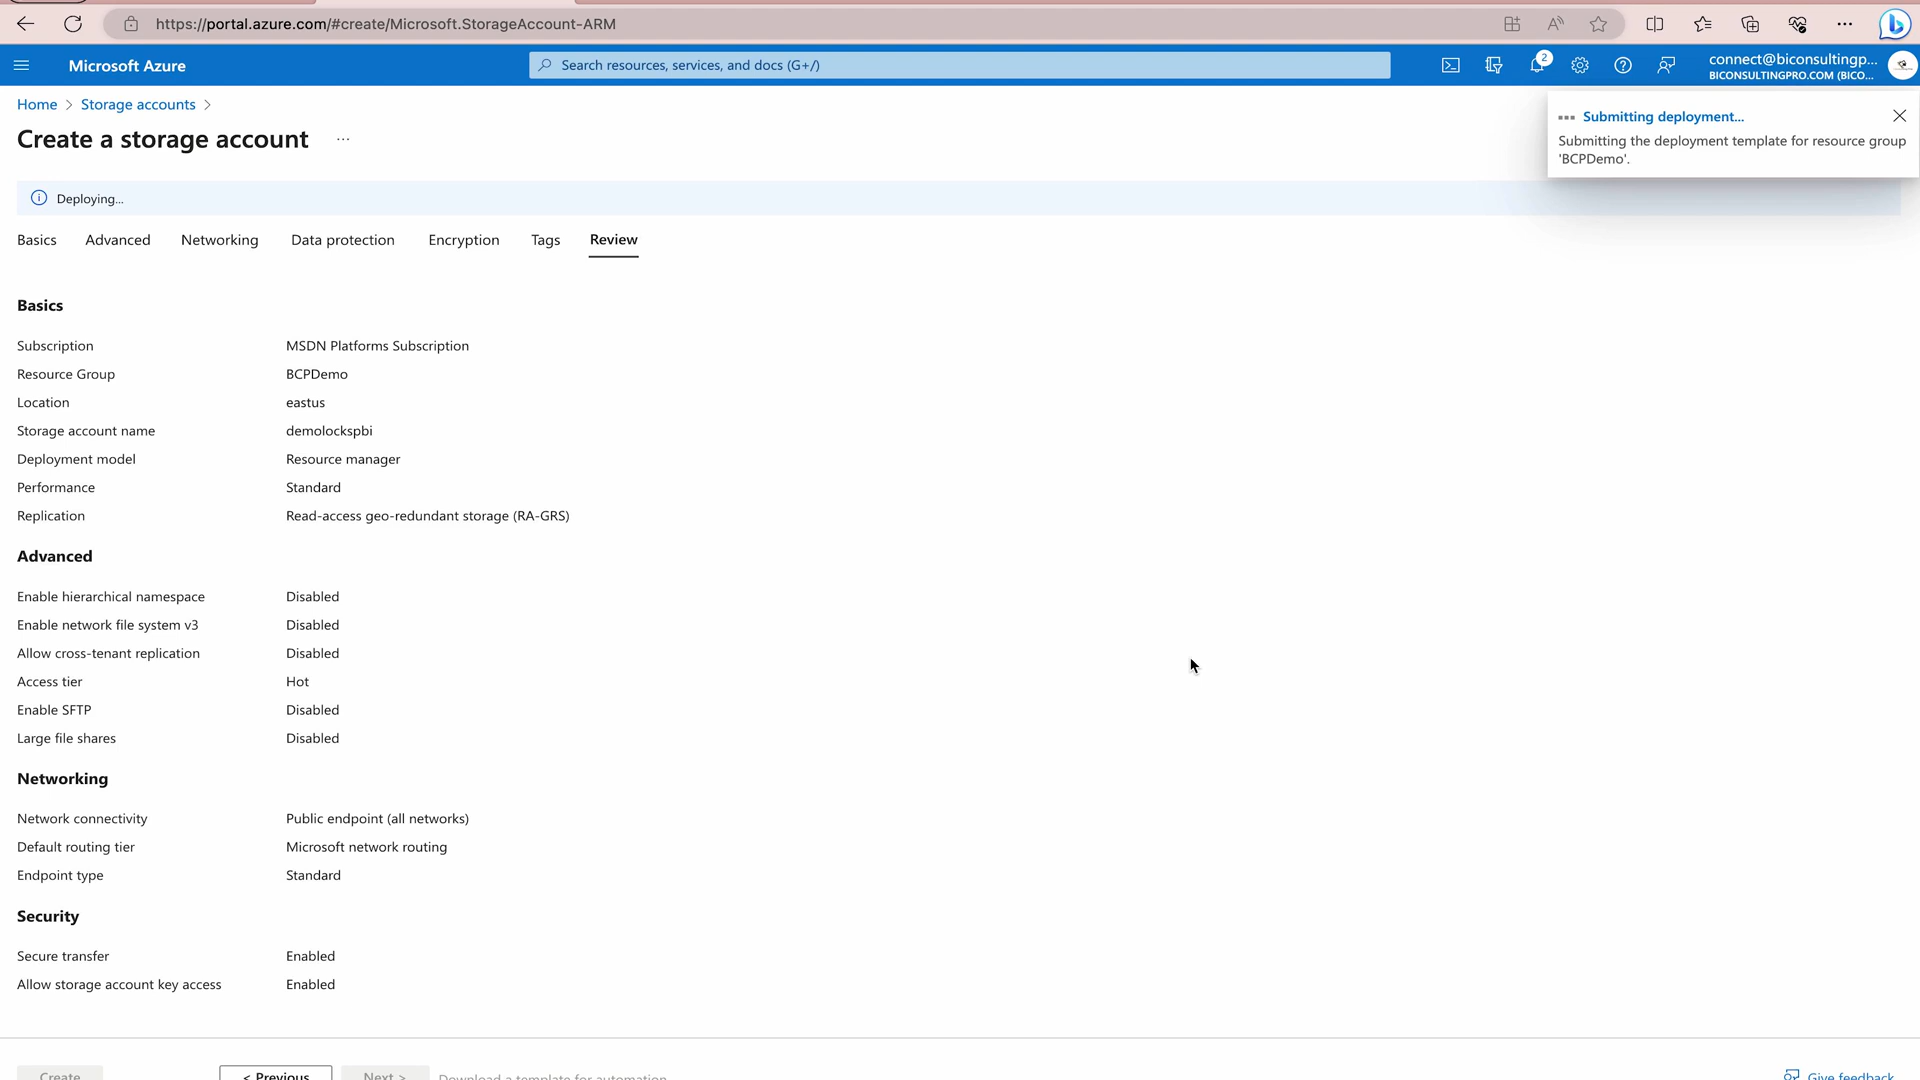 https://portal.azure.com/#create/Microsoft.StorageAccount-ARM
Microsoft Azure
Search resources, services, and docs (G+/)
2
connect@biconsultingp...
BICONSULTINGPRO.COM (BICO...
Home > Storage accounts >
Create a storage account ...
Submitting deployment...
Submitting the deployment template for resource group
'BCPDemo'.
Deploying...
Basics Advanced Networking Data protection Encryption Tags Review
Basics
Subscription MSDN Platforms Subscription
Resource Group BCPDemo
Location eastus
Storage account name demolockspbi
Deployment model Resource manager
Performance Standard
Replication Read-access geo-redundant storage (RA-GRS)
Advanced
Enable hierarchical namespace Disabled
Enable network file system v3 Disabled
Allow cross-tenant replication Disabled
Access tier Hot
Enable SFTP Disabled
Large file shares Disabled
Networking
Network connectivity Public endpoint (all networks)
Default routing tier Microsoft network routing
Endpoint type Standard
Security
Secure transfer Enabled
Allow storage account key access Enabled
Create < Previous Next > Download a template for automation Give feedback